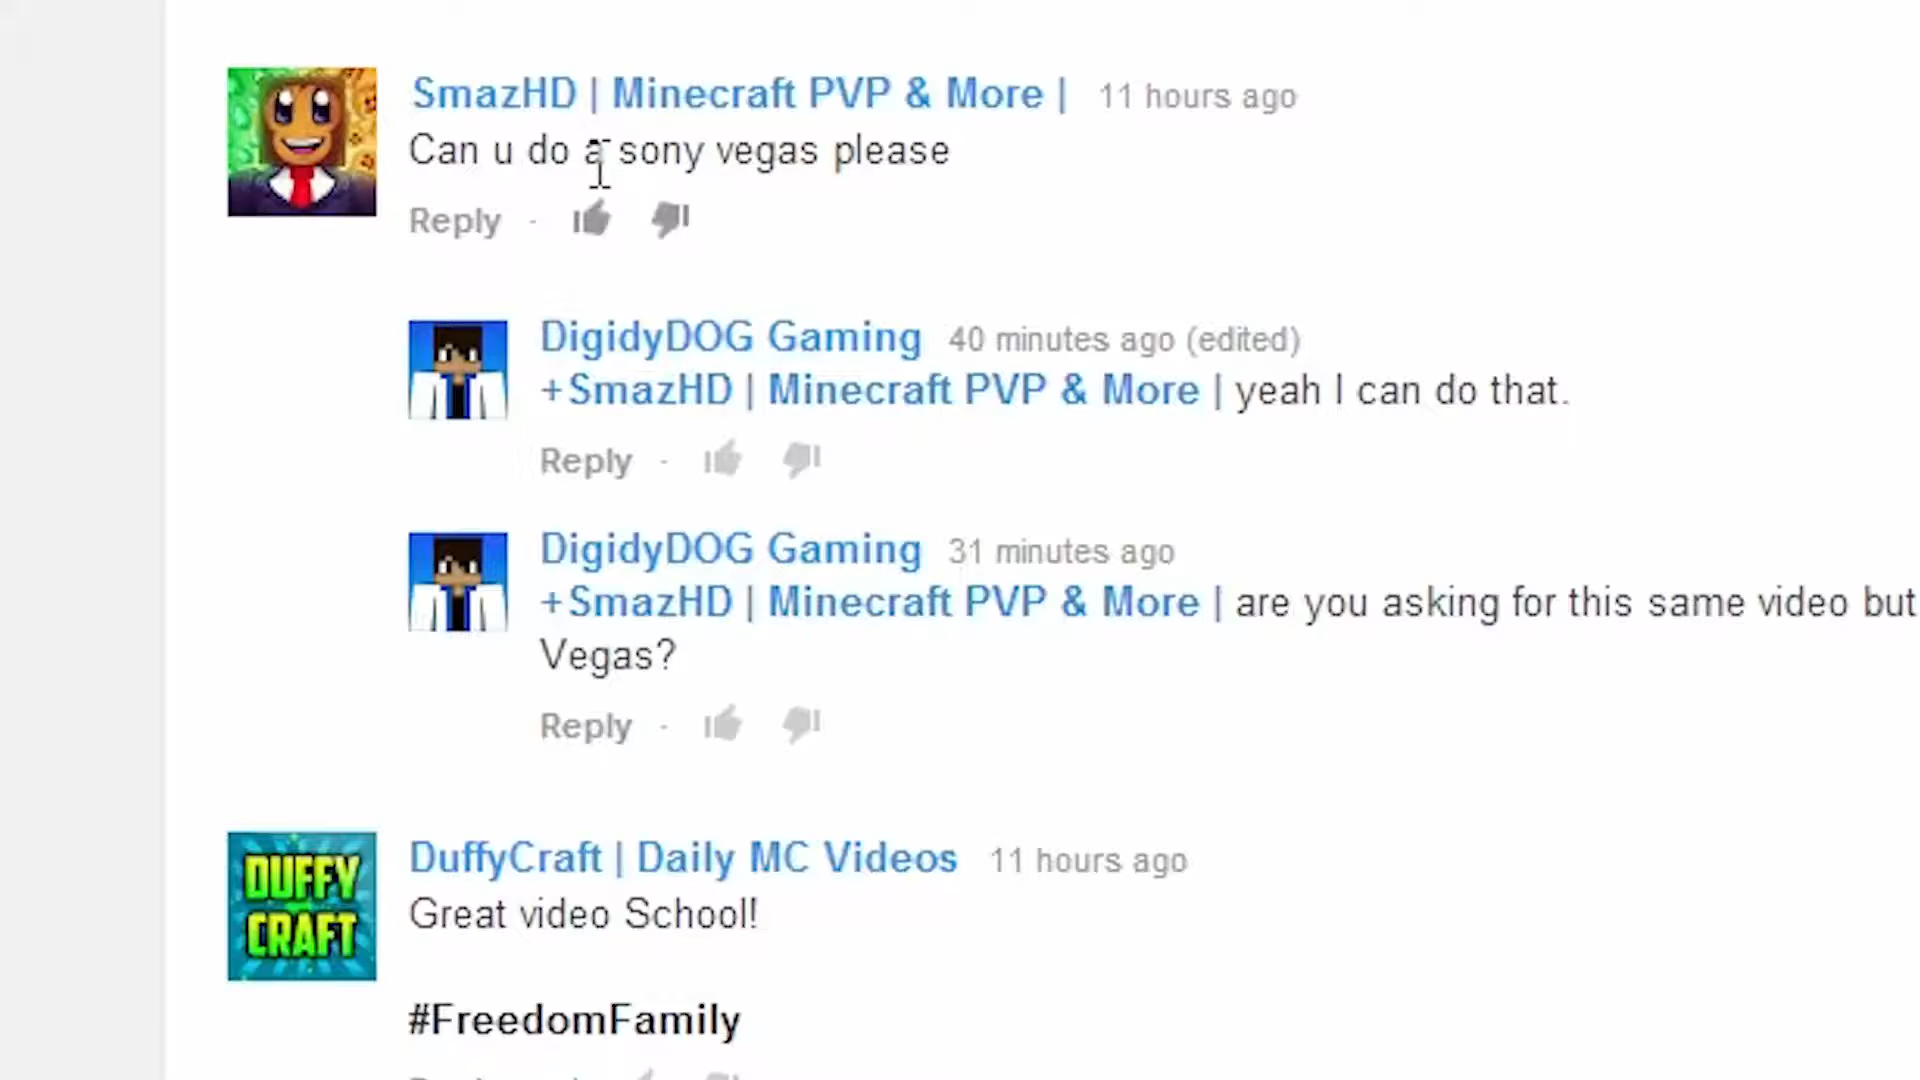 SmazHD | Minecraft PVP & More | 11 hours ago
Can u do a sony vegas please
Reply ·
DigidyDOG Gaming 40 minutes ago (edited)
+SmazHD | Minecraft PVP & More | yeah I can do that.
Reply ·
DigidyDOG Gaming 31 minutes ago
+SmazHD | Minecraft PVP & More | are you asking for this same video but
Vegas?
Reply ·
DUFFY
CRAFT
DuffyCraft | Daily MC Videos 11 hours ago
Great video School!
#FreedomFamily